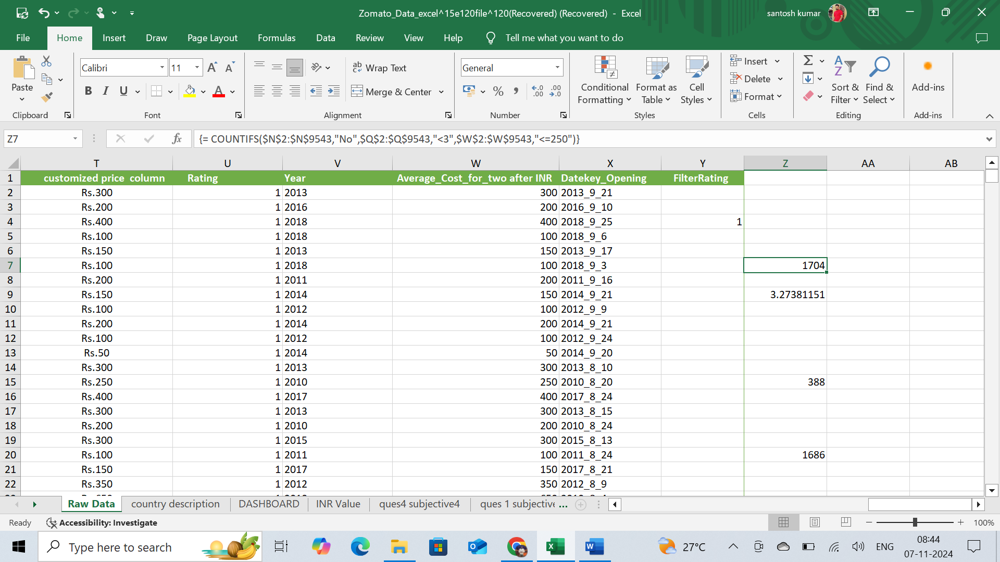 Zomato_Data_excel^15e120file^120(Recovered) (Recovered) - Excel
santosh kumar
File Home Insert Draw Page Layout Formulas Data Review View Help Tell me what you want to do
Paste
Clipboard
Calibri 11
A A
B I U A
Font
Wrap Text
Merge & Center
Alignment
General
% , .00 .00
Number
Conditional Formatting
Format as Table
Cell Styles
Styles
Insert
Delete
Format
Cells
Sort & Filter
Find & Select
Editing
Add-ins
Add-ins
Z7 fx {= COUNTIFS($N$2:$N$9543,"No",$Q$2:$Q$9543,"<3",$W$2:$W$9543,"<=250")}
T U V W X Y Z AA AB
1 customized price column Rating Year Average_Cost_for_two after INR Datekey_Opening FilterRating
2 Rs.300 1 2013 300 2013_9_21
3 Rs.200 1 2016 200 2016_9_10
4 Rs.400 1 2018 400 2018_9_25 1
5 Rs.100 1 2018 100 2018_9_6
6 Rs.150 1 2013 150 2013_9_17
7 Rs.100 1 2018 100 2018_9_3 1704
8 Rs.200 1 2011 200 2011_9_16
9 Rs.150 1 2014 150 2014_9_21 3.27381151
10 Rs.100 1 2012 100 2012_9_9
11 Rs.200 1 2014 200 2014_9_21
12 Rs.100 1 2012 100 2012_9_24
13 Rs.50 1 2014 50 2014_9_20
14 Rs.300 1 2013 300 2013_8_10
15 Rs.250 1 2010 250 2010_8_20 388
16 Rs.400 1 2017 400 2017_8_24
17 Rs.300 1 2013 300 2013_8_15
18 Rs.200 1 2010 200 2010_8_24
19 Rs.300 1 2015 300 2015_8_13
20 Rs.100 1 2011 100 2011_8_24 1686
21 Rs.150 1 2017 150 2017_8_21
22 Rs.350 1 2012 350 2012_8_9
Raw Data country description DASHBOARD INR Value ques4 subjective4 ques 1 subjective ...
Ready Accessibility: Investigate 100%
Type here to search 27°C ENG 08:44
07-11-2024